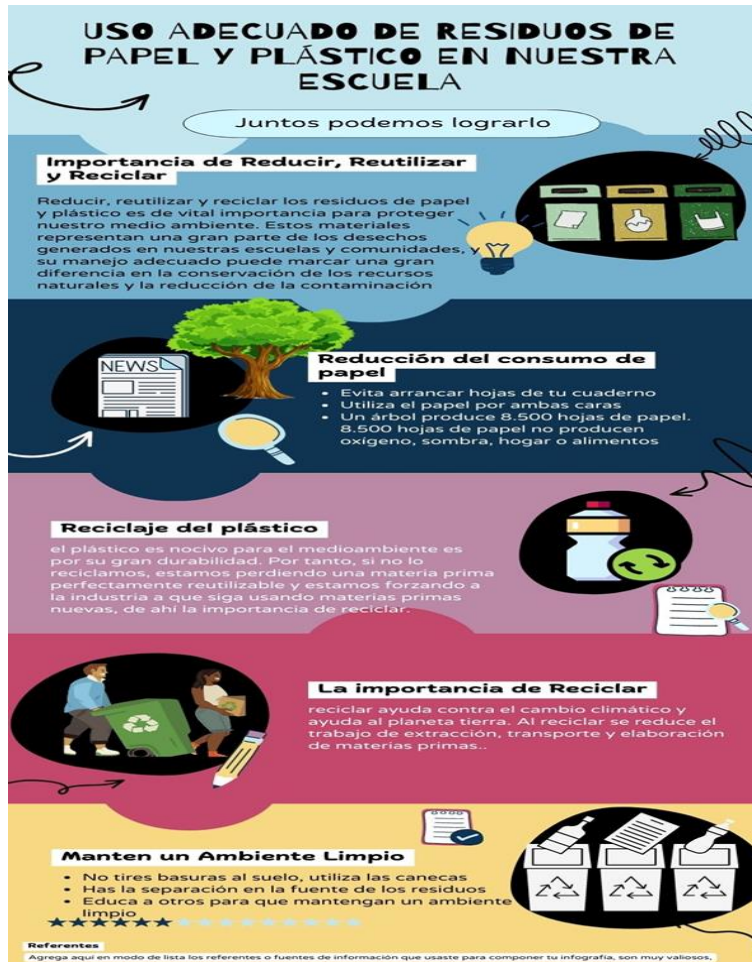 USO ADECUADO DE RESIDUOS DE
PAPEL Y PLÁSTICO EN NUESTRA
ESCUELA
Juntos podemos lograrlo
Importancia de Reducir, Reutilizar
y Reciclar
Reducir, reutilizar y reciclar los residuos de papel
y plástico es de vital importancia para proteger
nuestro medio ambiente. Estos materiales
representan una gran parte de los desechos
generados en nuestras escuelas y comunidades, y
su manejo adecuado puede marcar una gran
diferencia en la conservación de los recursos
naturales y la reducción de la contaminación
NEWS
Reducción del consumo de
papel
• Evita arrancar hojas de tu cuaderno
• Utiliza el papel por ambas caras
• Un árbol produce 8.500 hojas de papel.
8.500 hojas de papel no producen
oxígeno, sombra, hogar o alimentos
Reciclaje del plástico
el plástico es nocivo para el medioambiente es
por su gran durabilidad. Por tanto, si no lo
reciclamos, estamos perdiendo una materia prima
perfectamente reutilizable y estamos forzando a
la industria a que siga usando materias primas
nuevas, de ahí la importancia de reciclar.
La importancia de Reciclar
reciclar ayuda contra el cambio climático y
ayuda al planeta tierra. Al reciclar se reduce el
trabajo de extracción, transporte y elaboración
de materias primas..
Manten un Ambiente Limpio
• No tires basuras al suelo, utiliza las canecas
• Has la separación en la fuente de los residuos
• Educa a otros para que mantengan un ambiente
limpio
Referentes
Agrega aquí en modo de lista los referentes o fuentes de información que usaste para componer tu infografía, son muy valiosos,